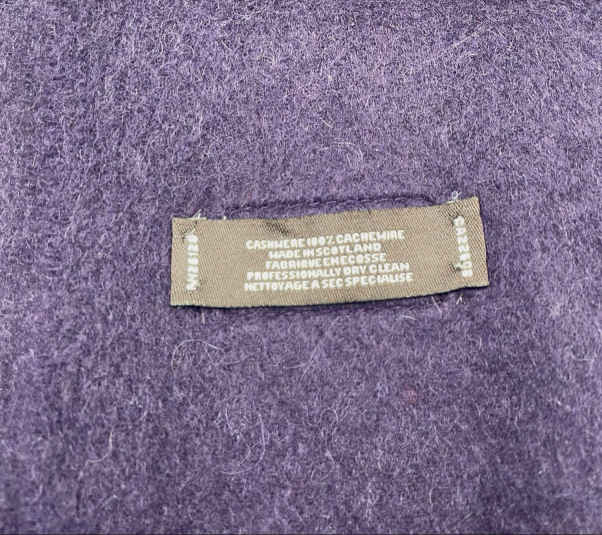 CASHMERE 100% CACHEMIRE
MADE IN SCOTLAND
FABRIQUE EN ECOSSE
PROFESSIONALLY DRY CLEAN
NETTOYAGE A SEC SPECIALISE